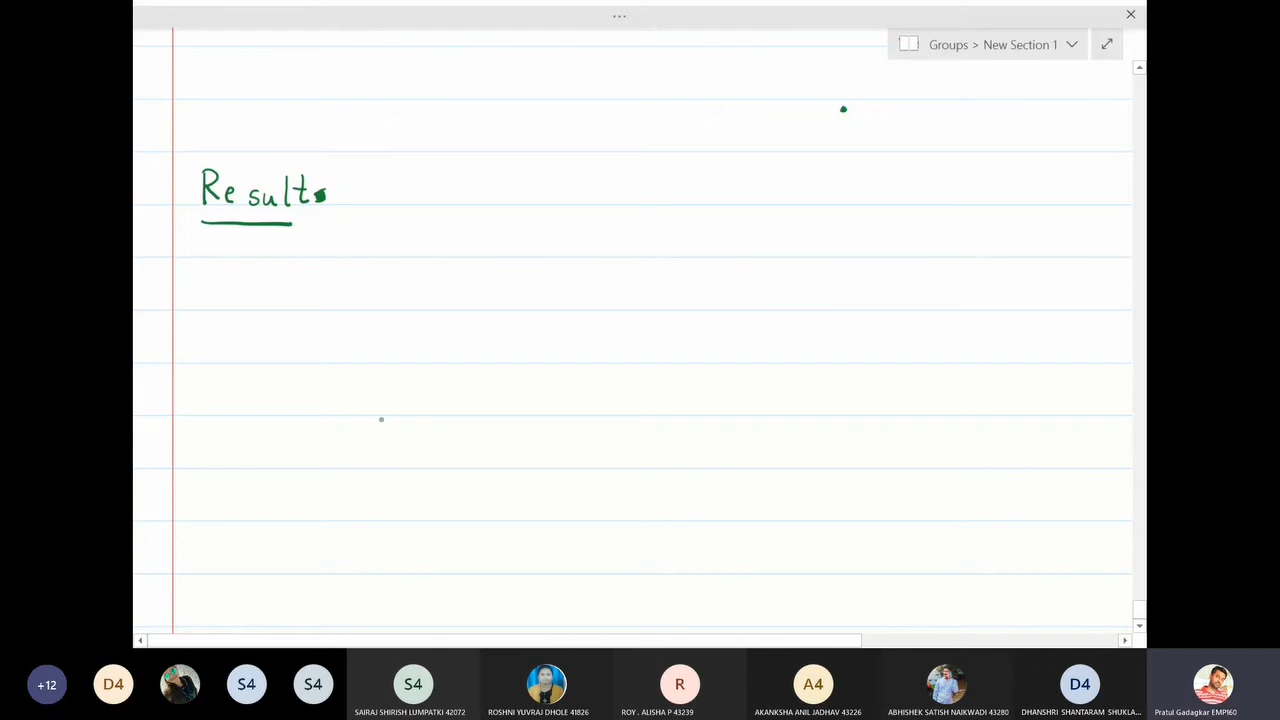 Groups > New Section 1
Results
+12
D4
S4
S4
S4
R
A4
D4
SAIRAJ SHIRISH LUMPATKI 42072
ROSHNI YUVRAJ DHOLE 41826
ROY . ALISHA P 43239
AKANKSHA ANIL JADHAV 43226
ABHISHEK SATISH NAIKWADI 43280
DHANSHRI SHANTARAM SHUKLA...
Pratul Gadagkar EMP160